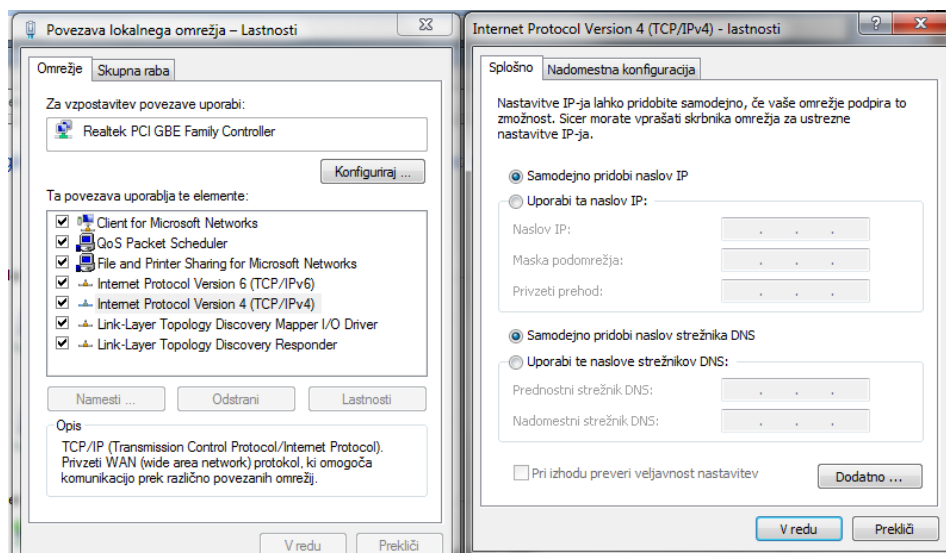 Povezava lokalnega omrežja – Lastnosti
Omrežje
Skupna raba
Za vzpostavitev povezave uporabi:
Realtek PCI GBE Family Controller
Konfiguriraj ...
Ta povezava uporablja te elemente:
Client for Microsoft Networks
QoS Packet Scheduler
File and Printer Sharing for Microsoft Networks
Internet Protocol Version 6 (TCP/IPv6)
Internet Protocol Version 4 (TCP/IPv4)
Link-Layer Topology Discovery Mapper I/O Driver
Link-Layer Topology Discovery Responder
Namesti ...
Odstrani
Lastnosti
Opis
TCP/IP (Transmission Control Protocol/Internet Protocol).
Privzeti WAN (wide area network) protokol, ki omogoča
komunikacijo prek različno povezanih omrežij.
V redu
Prekliči
Internet Protocol Version 4 (TCP/IPv4) - lastnosti
Splošno
Nadomestna konfiguracija
Nastavitve IP-ja lahko pridobite samodejno, če vaše omrežje podpira to
zmožnost. Sicer morate vprašati skrbnika omrežja za ustrezne
nastavitve IP-ja.
Samodejno pridobi naslov IP
Uporabi ta naslov IP:
Naslov IP:
Maska podomrežja:
Privzeti prehod:
Samodejno pridobi naslov strežnika DNS
Uporabi te naslove strežnikov DNS:
Prednostni strežnik DNS:
Nadomestni strežnik DNS:
Pri izhodu preveri veljavnost nastavitev
Dodatno ...
V redu
Prekliči